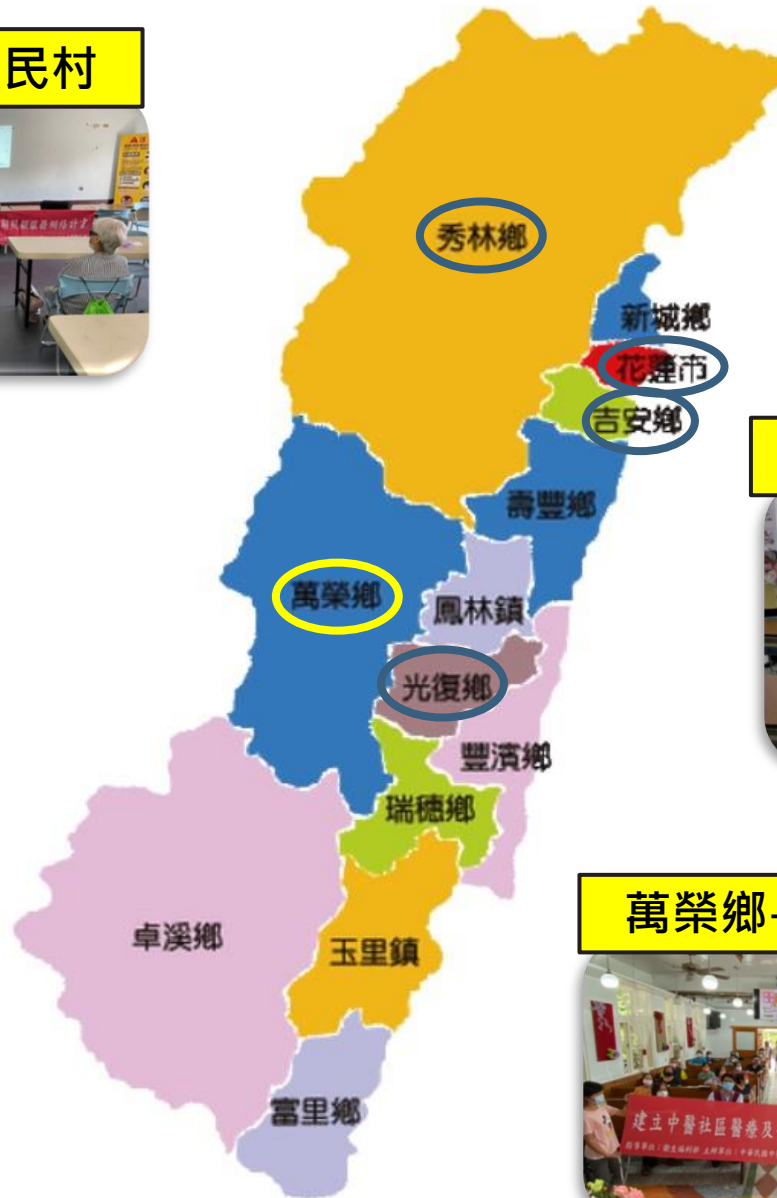 民村
秀林鄉
新城鄉
花蓮市
吉安鄉
壽豐鄉
萬榮鄉
鳳林鎮
光復鄉
豐濱鄉
瑞穗鄉
卓溪鄉
玉里鎮
富里鄉
萬榮鄉-
建立中醫社區醫療及